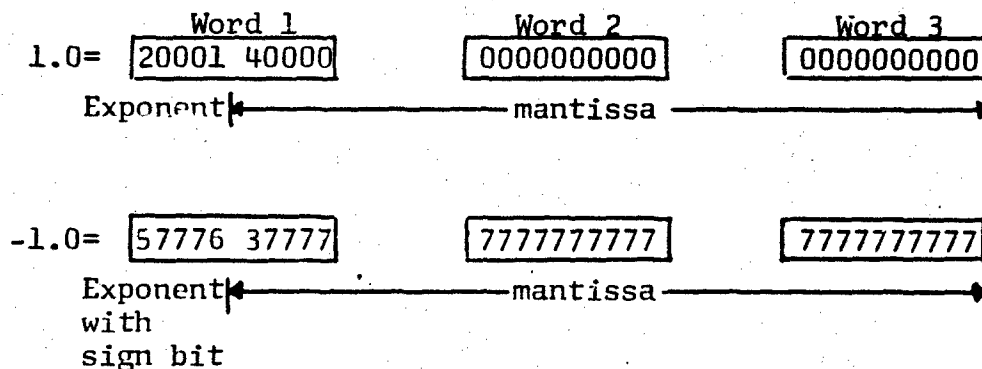 Word 1 Word 2 Word 3
1.0= 20001 40000 0000000000 0000000000
Exponent mantissa
-1.0= 57776 37777 7777777777 7777777777
Exponent mantissa
with
sign bit